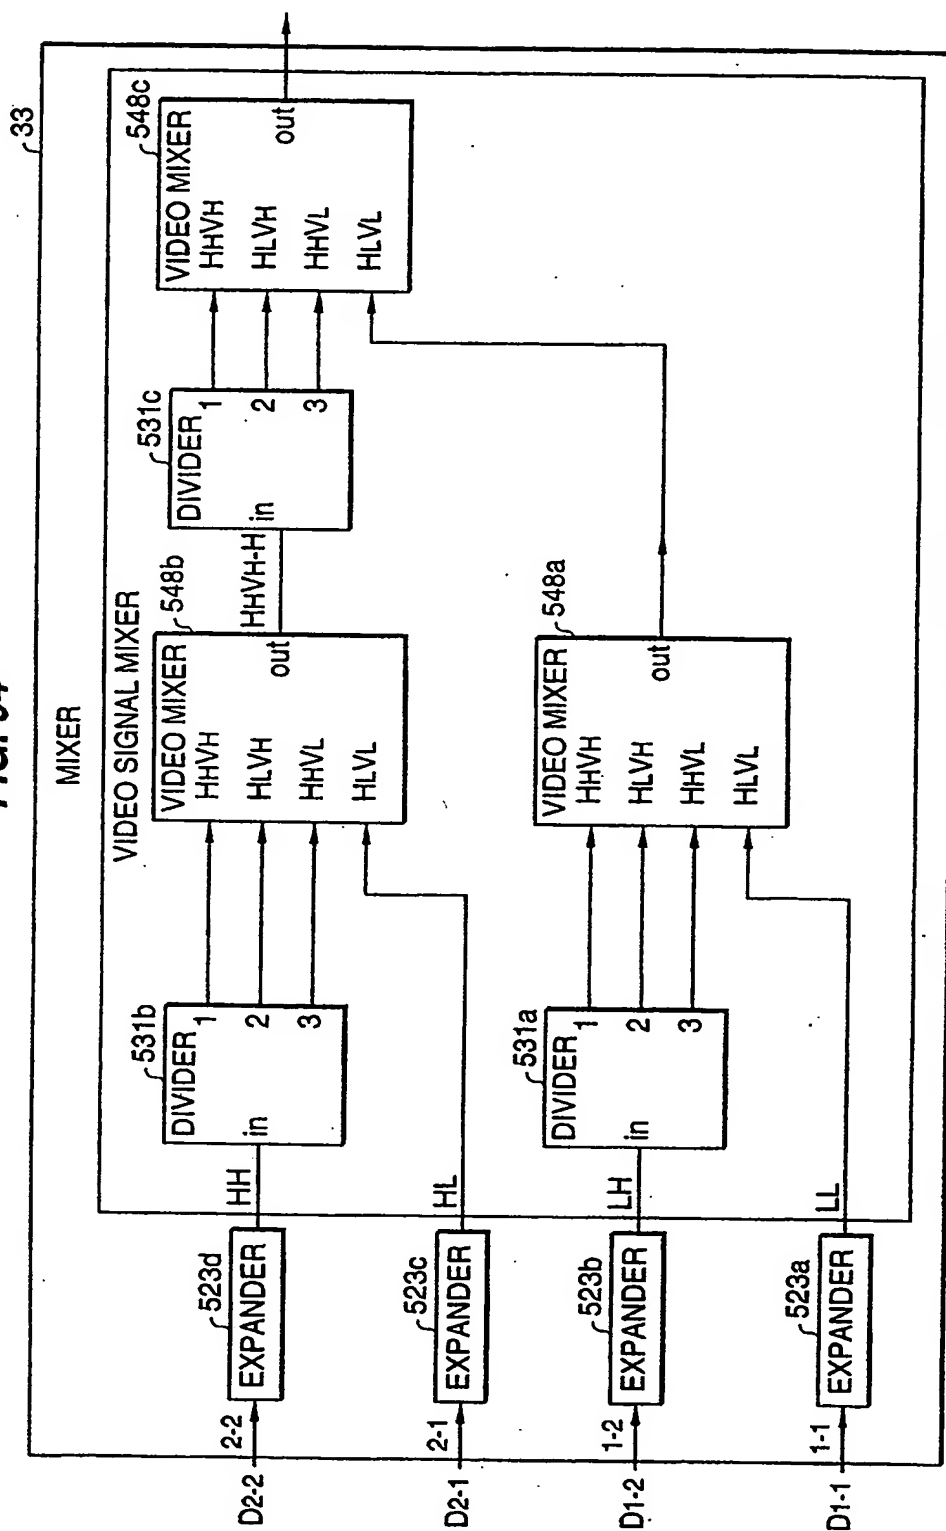 33
MIXER
VIDEO SIGNAL MIXER
D2-2
2-2
523d
EXPANDER
HH
531b
DIVIDER
in
1
2
3
VIDEO MIXER
548b
HHVH
HLVH
HHVL
HLVL
out
HHVH-H
531c
DIVIDER
in
1
2
3
548c
VIDEO MIXER
HHVH
HLVH
HHVL
HLVL
out
D2-1
2-1
523c
EXPANDER
HL
D1-2
1-2
523b
EXPANDER
LH
531a
DIVIDER
in
1
2
3
548a
VIDEO MIXER
HHVH
HLVH
HHVL
HLVL
out
D1-1
1-1
523a
EXPANDER
LL